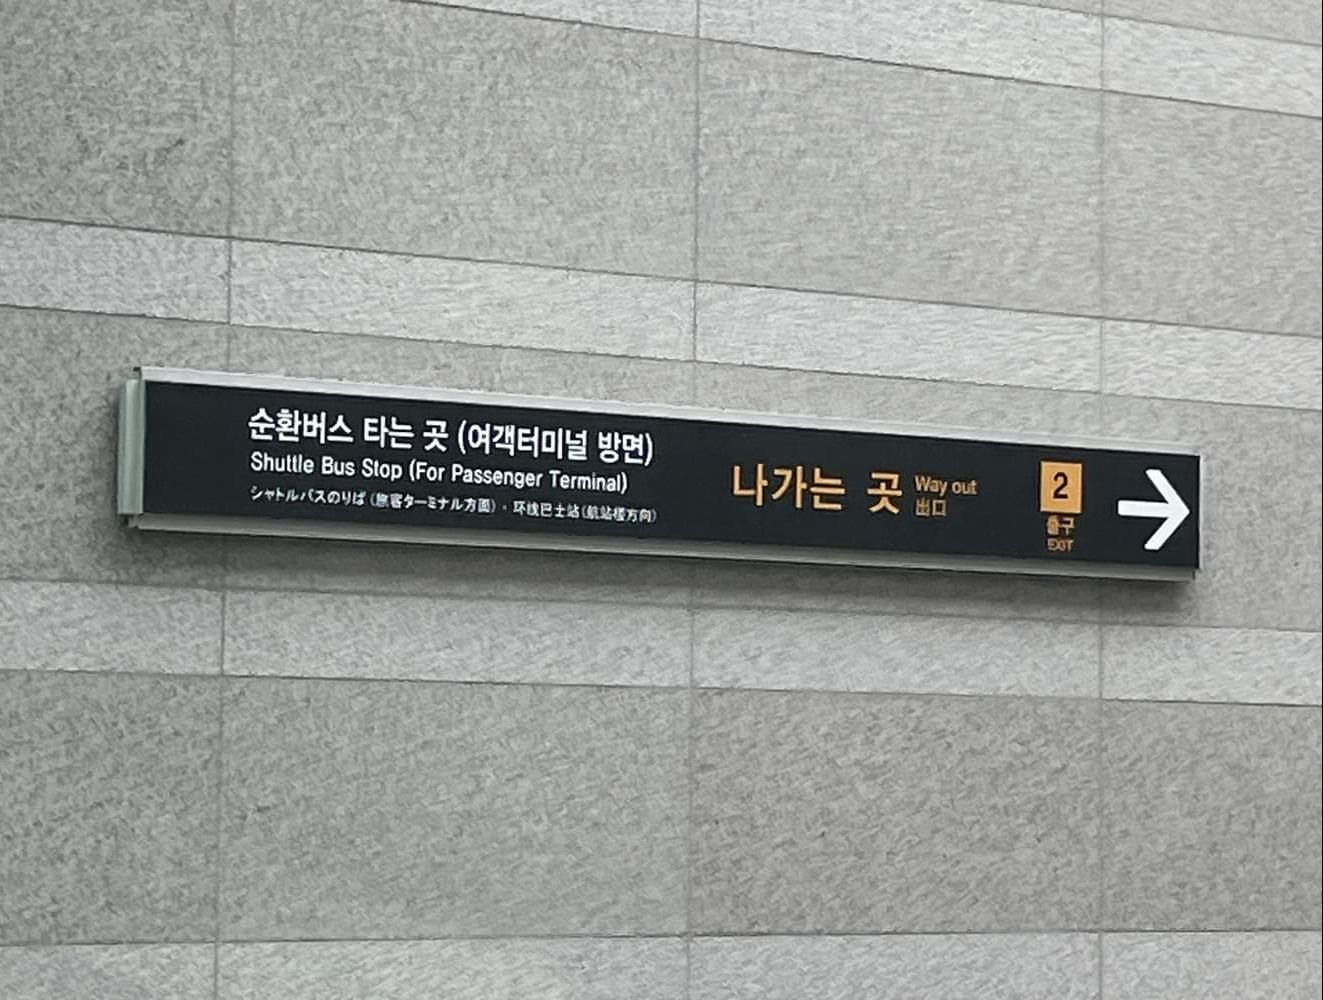 순환버스 타는 곳 (여객터미널 방면)
Shuttle Bus Stop (For Passenger Terminal)
シャトルバスのりば (旅客ターミナル方面) · 环线巴士站 (航站楼方向)
나가는 곳
Way out
出口
2
출구
EXIT